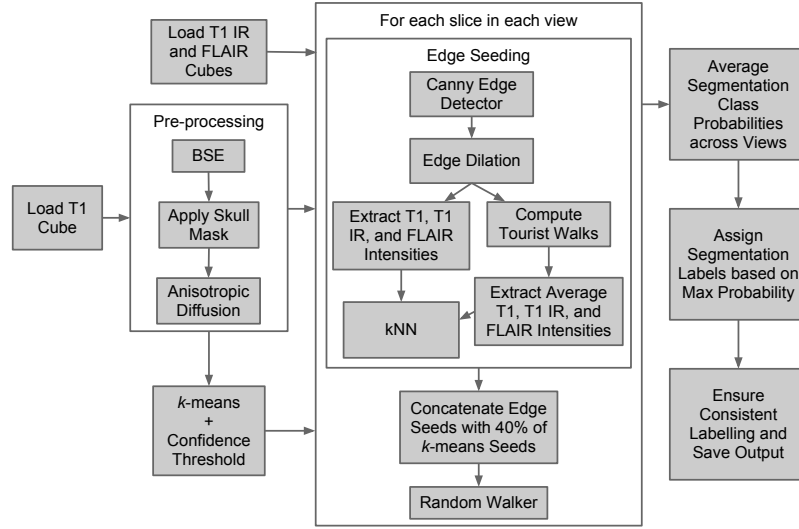 Load T1 Cube
Pre-processing
BSE
Apply Skull
Mask
Anisotropic
Diffusion
k-means
+
Confidence
Threshold
Load T1 IR
and FLAIR
Cubes
For each slice in each view
Edge Seeding
Canny Edge
Detector
Edge Dilation
Extract T1, T1
IR, and FLAIR
Intensities
Compute
Tourist Walks
Extract Average
T1, T1 IR, and
FLAIR Intensities
kNN
Concatenate Edge
Seeds with 40% of
k-means Seeds
Random Walker
Average
Segmentation
Class
Probabilities
across Views
Assign
Segmentation
Labels based on
Max Probability
Ensure
Consistent
Labelling and
Save Output